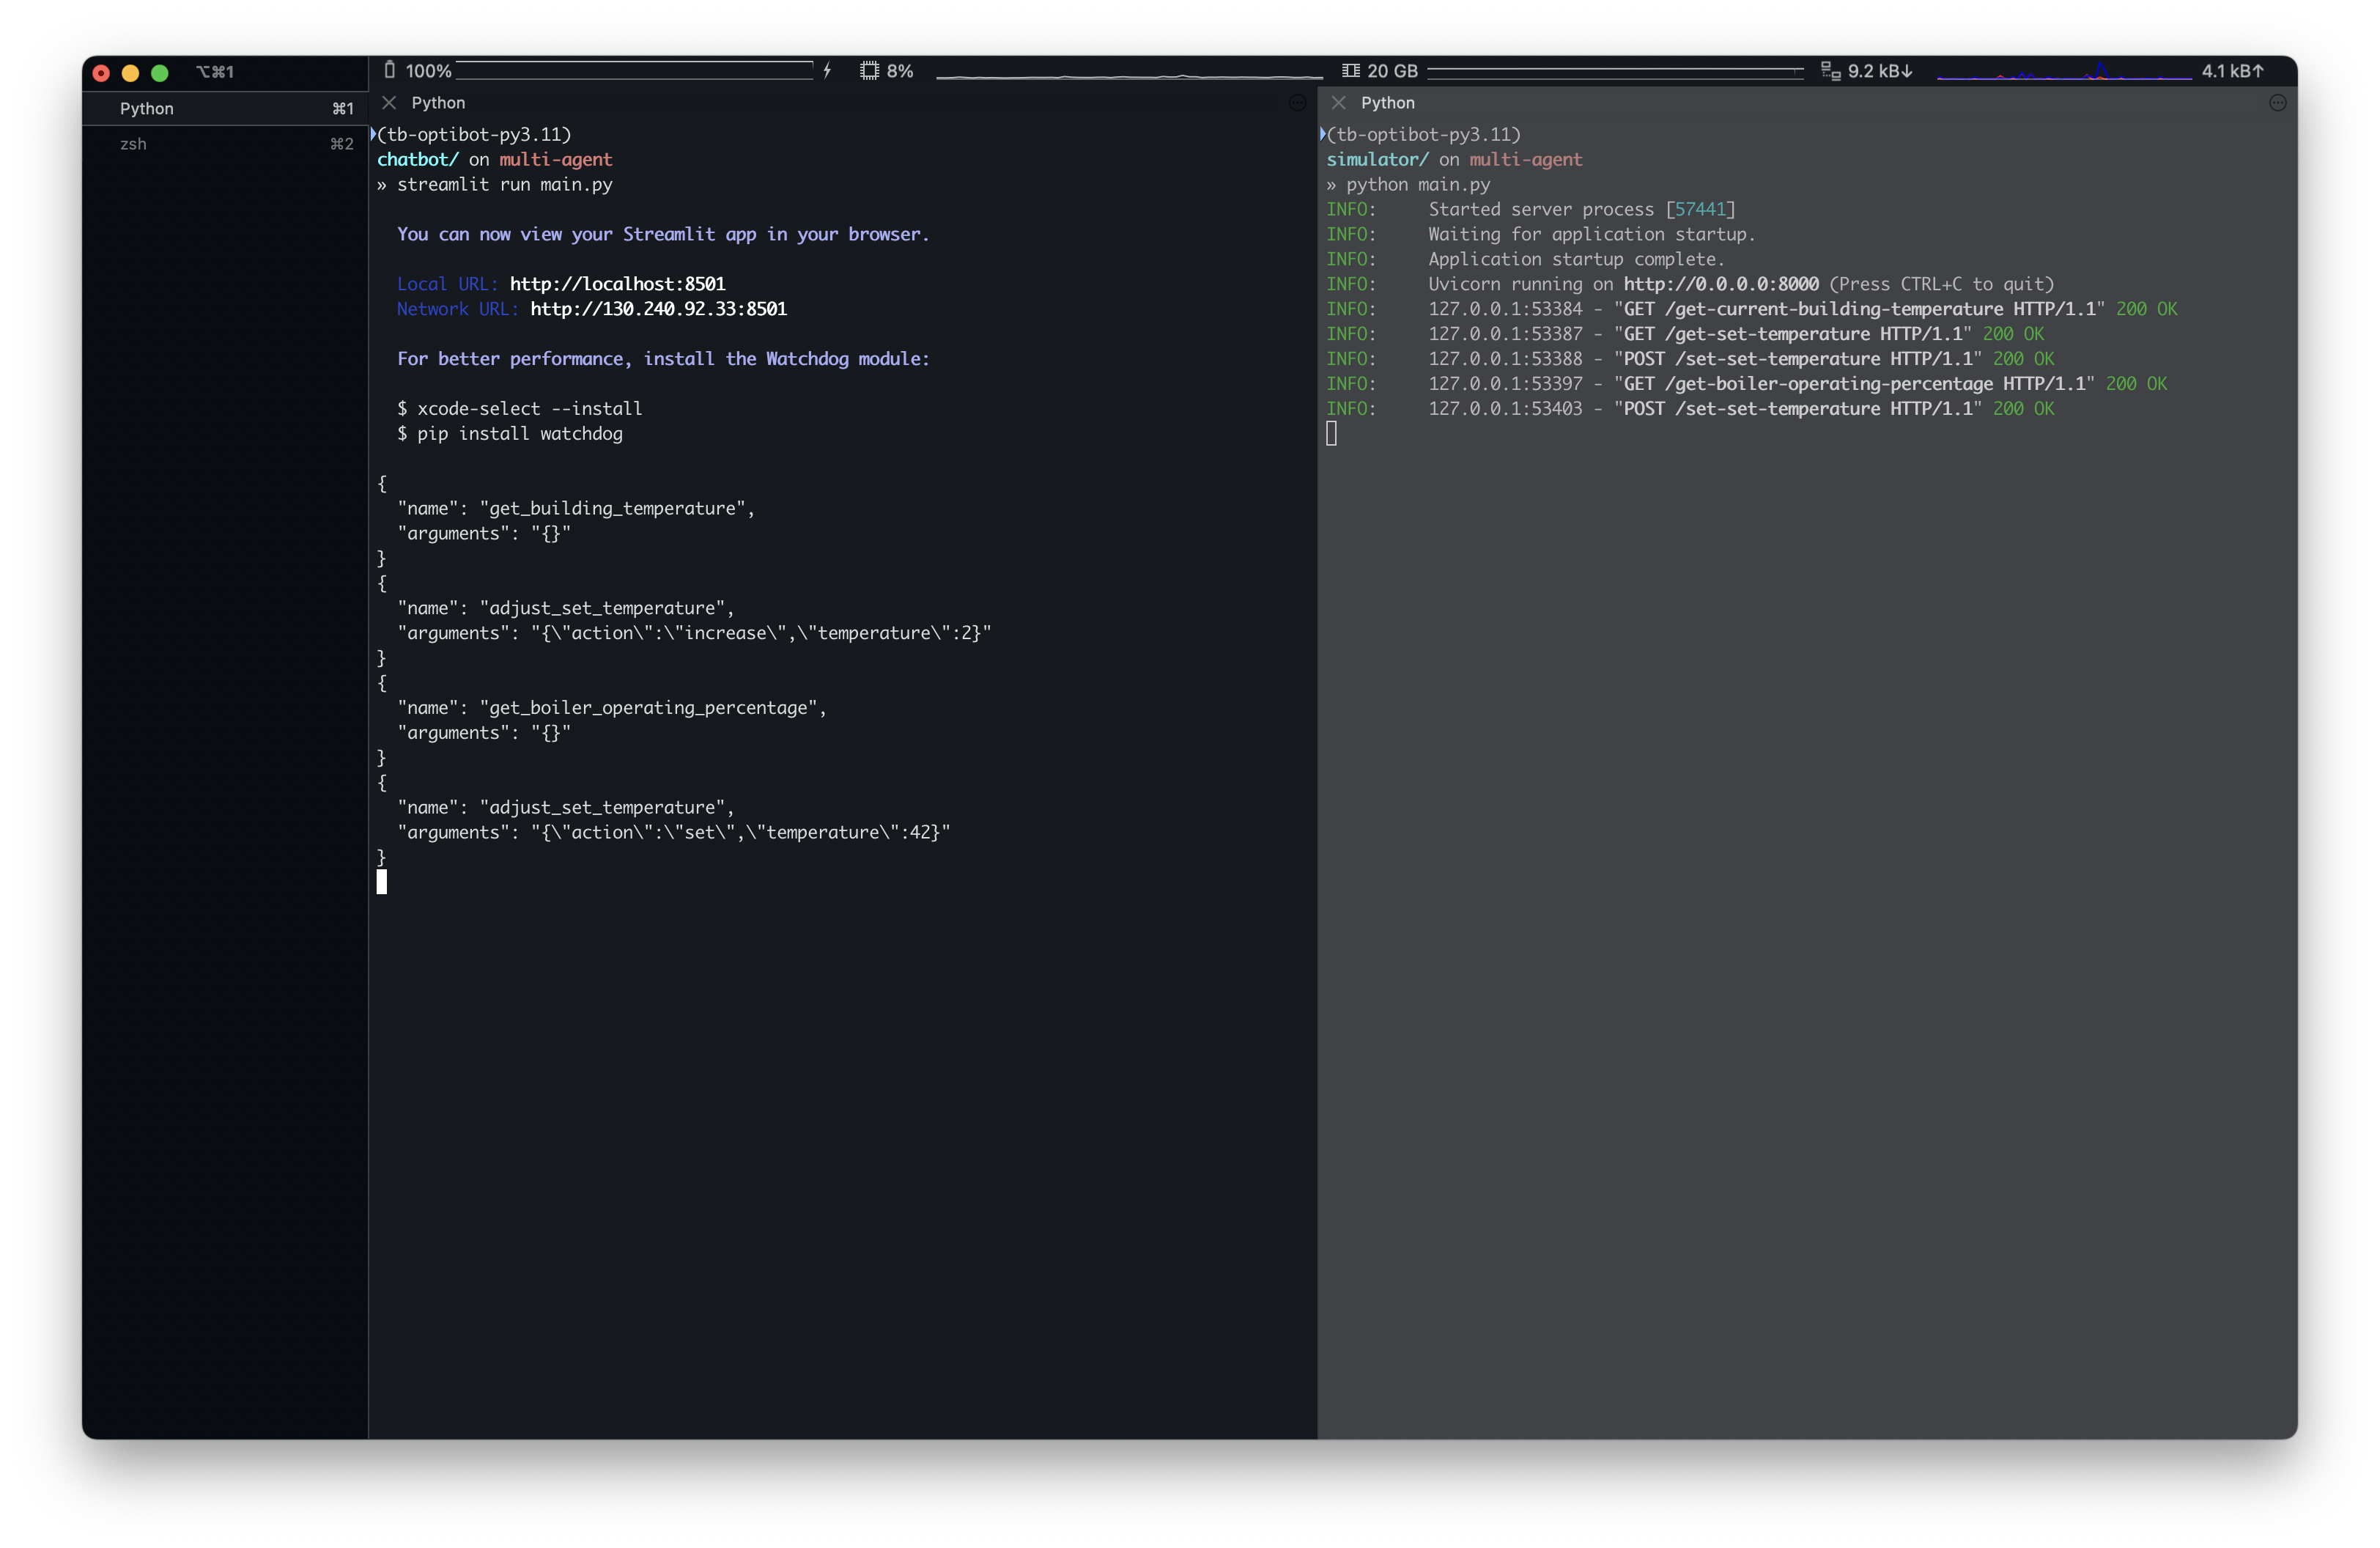 ⌥⌘1
100%
8%
20 GB
9.2 kB↓
4.1 kB↑
Python ⌘1
zsh ⌘2
Python
(tb-optibot-py3.11)
chatbot/ on multi-agent
» streamlit run main.py
You can now view your Streamlit app in your browser.
Local URL: http://localhost:8501
Network URL: http://130.240.92.33:8501
For better performance, install the Watchdog module:
$ xcode-select --install
$ pip install watchdog
{
"name": "get_building_temperature",
"arguments": "{}"
}
{
"name": "adjust_set_temperature",
"arguments": "{\"action\":\"increase\",\"temperature\":2}"
}
{
"name": "get_boiler_operating_percentage",
"arguments": "{}"
}
{
"name": "adjust_set_temperature",
"arguments": "{\"action\":\"set\",\"temperature\":42}"
}
Python
(tb-optibot-py3.11)
simulator/ on multi-agent
» python main.py
INFO:     Started server process [57441]
INFO:     Waiting for application startup.
INFO:     Application startup complete.
INFO:     Uvicorn running on http://0.0.0.0:8000 (Press CTRL+C to quit)
INFO:     127.0.0.1:53384 - "GET /get-current-building-temperature HTTP/1.1" 200 OK
INFO:     127.0.0.1:53387 - "GET /get-set-temperature HTTP/1.1" 200 OK
INFO:     127.0.0.1:53388 - "POST /set-set-temperature HTTP/1.1" 200 OK
INFO:     127.0.0.1:53397 - "GET /get-boiler-operating-percentage HTTP/1.1" 200 OK
INFO:     127.0.0.1:53403 - "POST /set-set-temperature HTTP/1.1" 200 OK